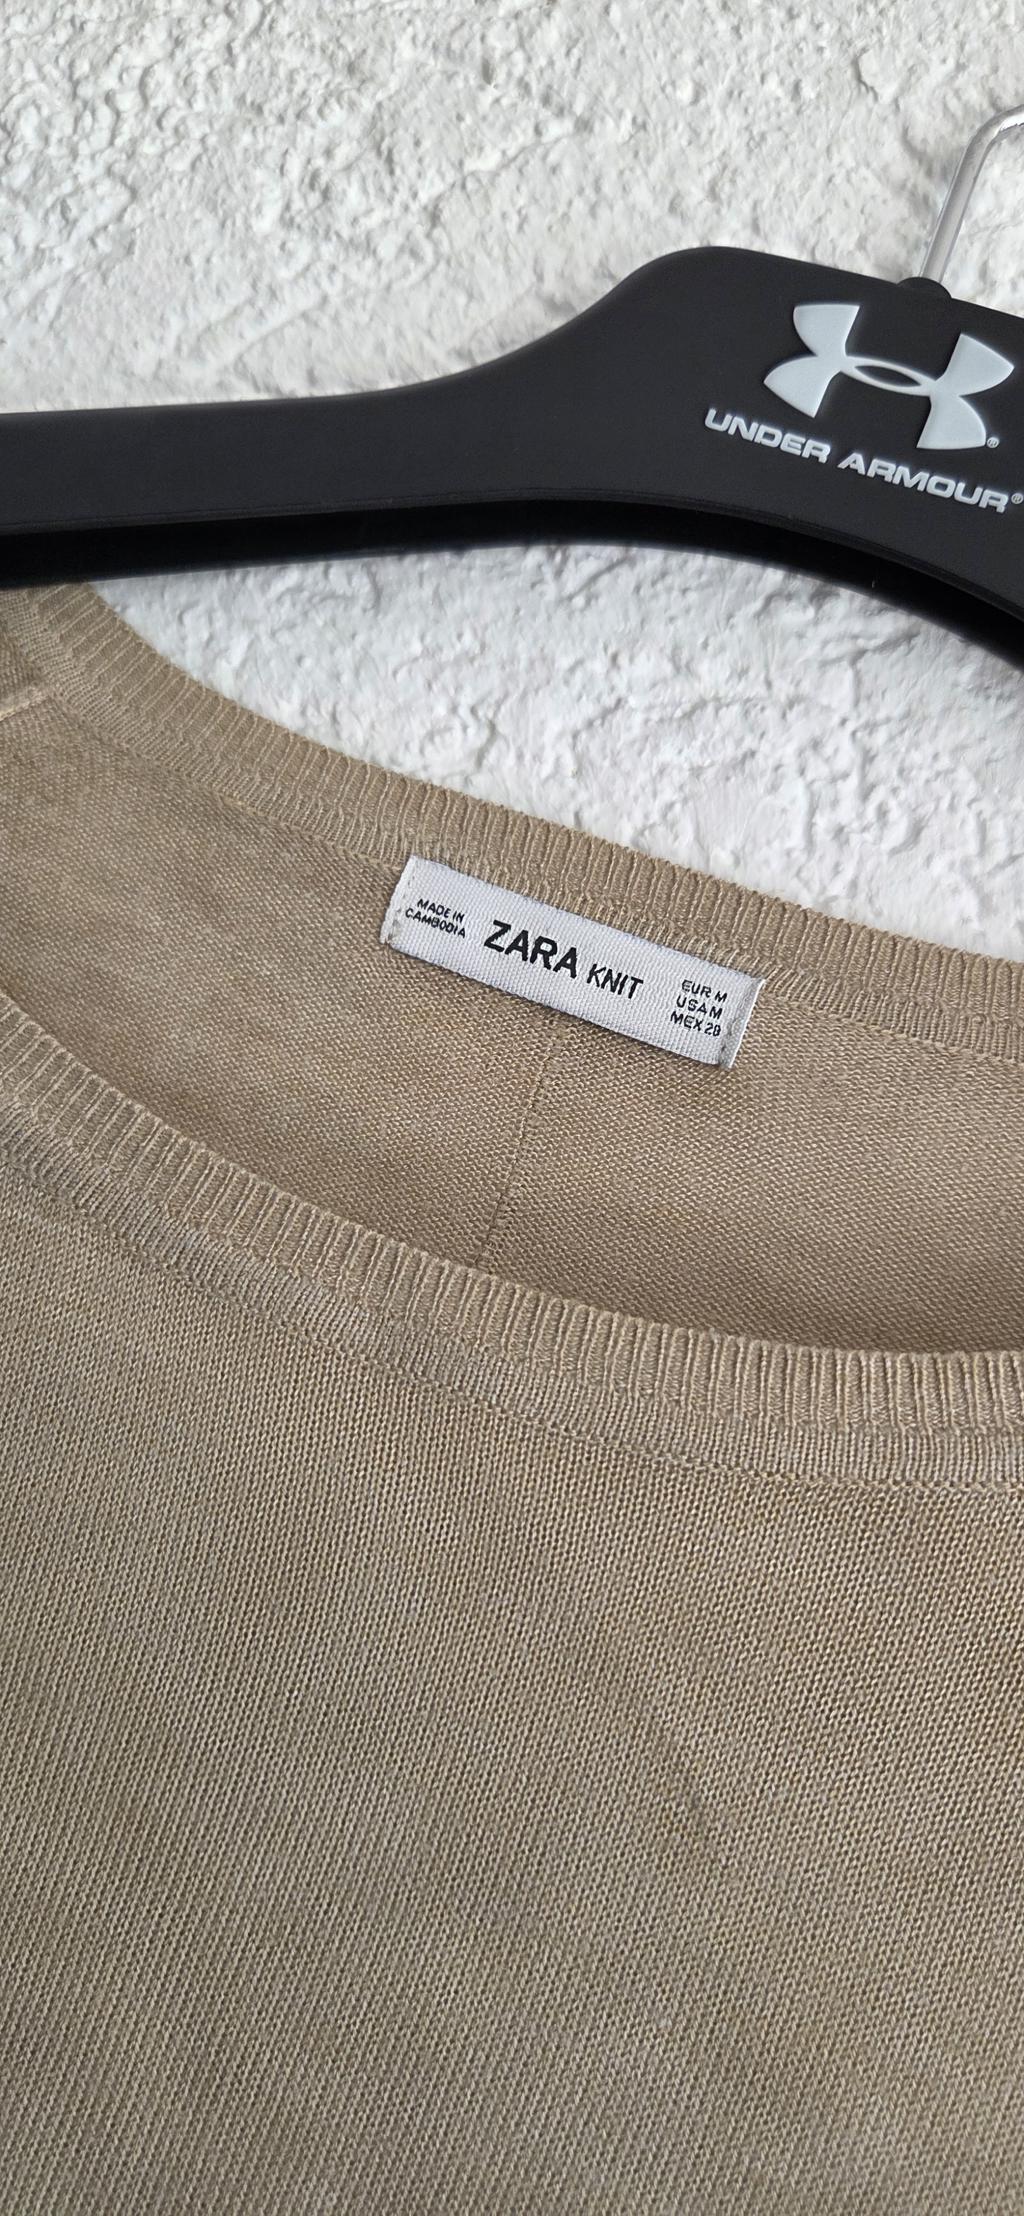 UNDER ARMOUR®
MADE IN
CAMBODIA
ZARA KNIT
EUR M
USA M
MEX 28